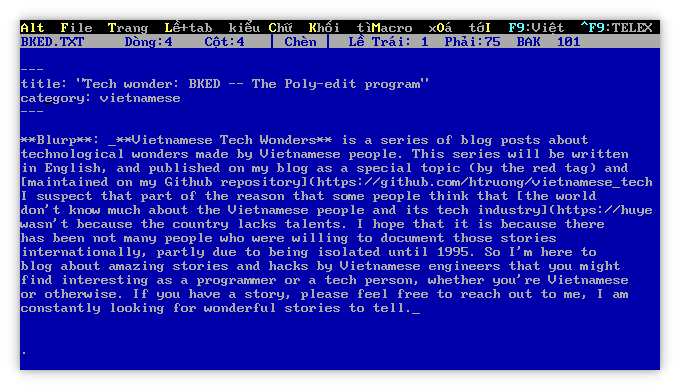 Alt File Trang Lề+tab kiểu Chữ Khối tìMacro xOá tớI F9:Việt ^F9:TELEX
BKED.TXT Dòng:4 Cột:4 | Chèn | Lề Trái: 1 Phải:75 BAK 101
---
title: "Tech wonder: BKED -- The Poly-edit program"
category: vietnamese
---
**Blurp**: _**Vietnamese Tech Wonders** is a series of blog posts about
technological wonders made by Vietnamese people. This series will be written
in English, and published on my blog as a special topic (by the red tag) and
[maintained on my Github repository](https://github.com/htruong/vietnamese_tech
I suspect that part of the reason that some people think that [the world
don't know much about the Vietnamese people and its tech industry](https://huye
wasn't because the country lacks talents. I hope that it is because there
has been not many people who were willing to document those stories
internationally, partly due to being isolated until 1995. So I'm here to
blog about amazing stories and hacks by Vietnamese engineers that you might
find interesting as a programmer or a tech person, whether you're Vietnamese
or otherwise. If you have a story, please feel free to reach out to me, I am
constantly looking for wonderful stories to tell._
.